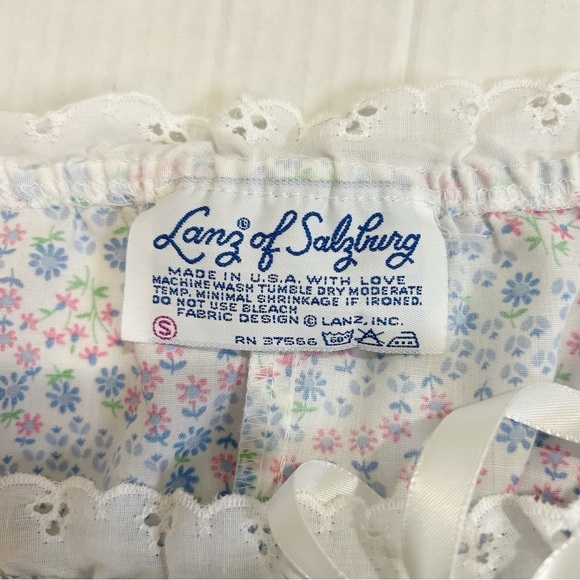 Lanz® of Salzburg
MADE IN U.S.A. WITH LOVE
MACHINE WASH TUMBLE DRY MODERATE
TEMP. MINIMAL SHRINKAGE IF IRONED.
DO NOT USE BLEACH
FABRIC DESIGN © LANZ, INC.
S
RN 37566